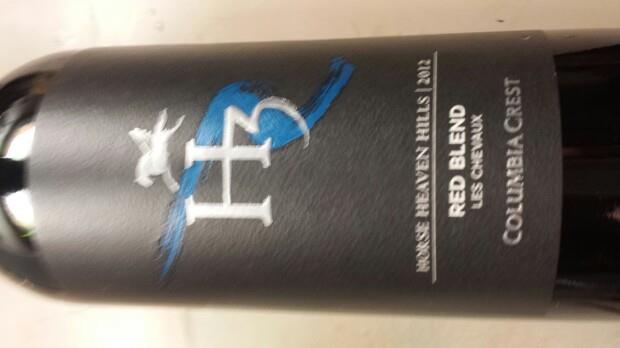 H3
HORSE HEAVEN HILLS | 2012
RED BLEND
LES CHEVAUX
COLUMBIA CREST